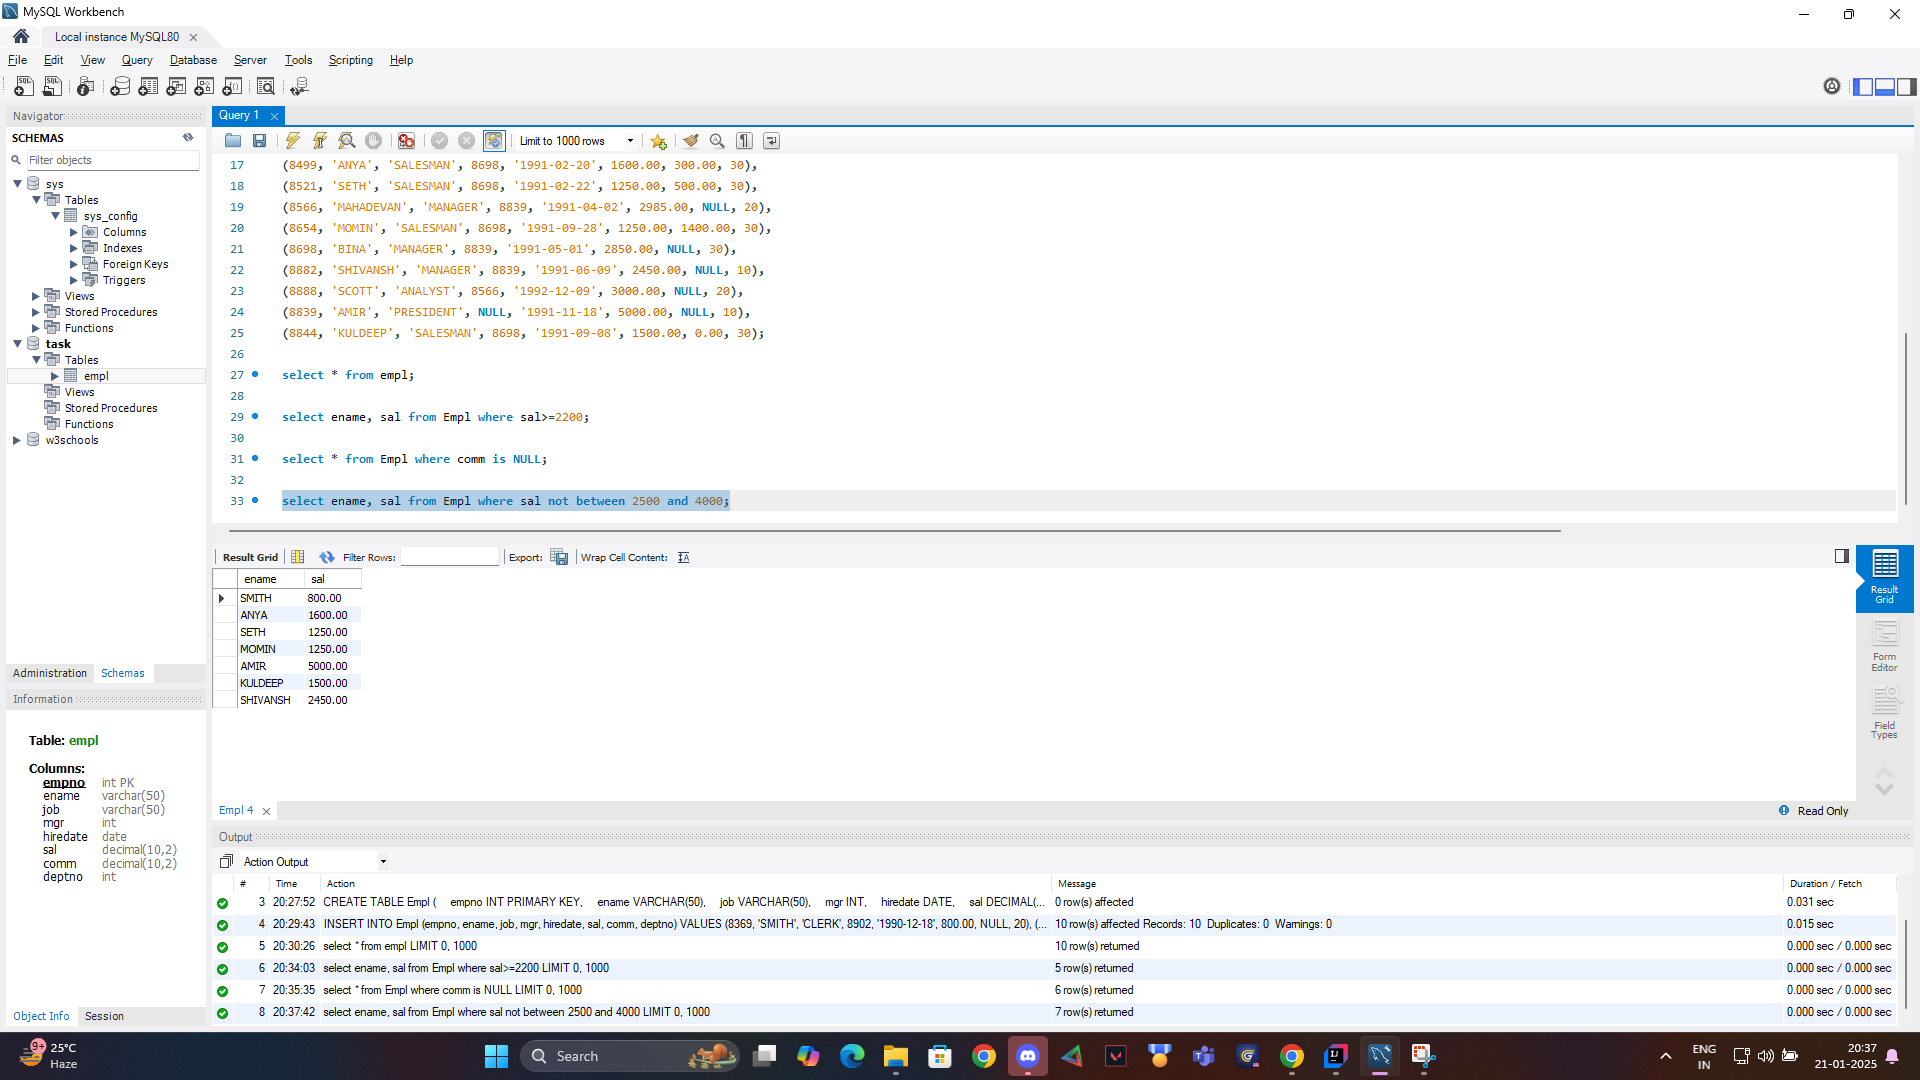 MySQL Workbench
Local instance MySQL80
File Edit View Query Database Server Tools Scripting Help
Navigator
SCHEMAS
Filter objects
sys
Tables
sys_config
Columns
Indexes
Foreign Keys
Triggers
Views
Stored Procedures
Functions
task
Tables
empl
Views
Stored Procedures
Functions
w3schools
Administration Schemas
Information
Table: empl
Columns:
empno int PK
ename varchar(50)
job varchar(50)
mgr int
hiredate date
sal decimal(10,2)
comm decimal(10,2)
deptno int
Object Info Session
Query 1
Limit to 1000 rows
17 (8499, 'ANYA', 'SALESMAN', 8698, '1991-02-20', 1600.00, 300.00, 30),
18 (8521, 'SETH', 'SALESMAN', 8698, '1991-02-22', 1250.00, 500.00, 30),
19 (8566, 'MAHADEVAN', 'MANAGER', 8839, '1991-04-02', 2985.00, NULL, 20),
20 (8654, 'MOMIN', 'SALESMAN', 8698, '1991-09-28', 1250.00, 1400.00, 30),
21 (8698, 'BINA', 'MANAGER', 8839, '1991-05-01', 2850.00, NULL, 30),
22 (8882, 'SHIVANSH', 'MANAGER', 8839, '1991-06-09', 2450.00, NULL, 10),
23 (8888, 'SCOTT', 'ANALYST', 8566, '1992-12-09', 3000.00, NULL, 20),
24 (8839, 'AMIR', 'PRESIDENT', NULL, '1991-11-18', 5000.00, NULL, 10),
25 (8844, 'KULDEEP', 'SALESMAN', 8698, '1991-09-08', 1500.00, 0.00, 30);
26
27 select * from empl;
28
29 select ename, sal from Empl where sal>=2200;
30
31 select * from Empl where comm is NULL;
32
33 select ename, sal from Empl where sal not between 2500 and 4000;
Result Grid Filter Rows: Export: Wrap Cell Content:
ename sal
SMITH 800.00
ANYA 1600.00
SETH 1250.00
MOMIN 1250.00
AMIR 5000.00
KULDEEP 1500.00
SHIVANSH 2450.00
Result
Grid
Form
Editor
Field
Types
Empl 4
Read Only
Output
Action Output
# Time Action Message Duration / Fetch
3 20:27:52 CREATE TABLE Empl ( empno INT PRIMARY KEY, ename VARCHAR(50), job VARCHAR(50), mgr INT, hiredate DATE, sal DECIMAL(... 0 row(s) affected 0.031 sec
4 20:29:43 INSERT INTO Empl (empno, ename, job, mgr, hiredate, sal, comm, deptno) VALUES (8369, 'SMITH', 'CLERK', 8902, '1990-12-18', 800.00, NULL, 20), (... 10 row(s) affected Records: 10 Duplicates: 0 Warnings: 0 0.015 sec
5 20:30:26 select * from empl LIMIT 0, 1000 10 row(s) returned 0.000 sec / 0.000 sec
6 20:34:03 select ename, sal from Empl where sal>=2200 LIMIT 0, 1000 5 row(s) returned 0.000 sec / 0.000 sec
7 20:35:35 select * from Empl where comm is NULL LIMIT 0, 1000 6 row(s) returned 0.000 sec / 0.000 sec
8 20:37:42 select ename, sal from Empl where sal not between 2500 and 4000 LIMIT 0, 1000 7 row(s) returned 0.000 sec / 0.000 sec
9+
25°C
Haze
Search
ENG
IN
20:37
21-01-2025